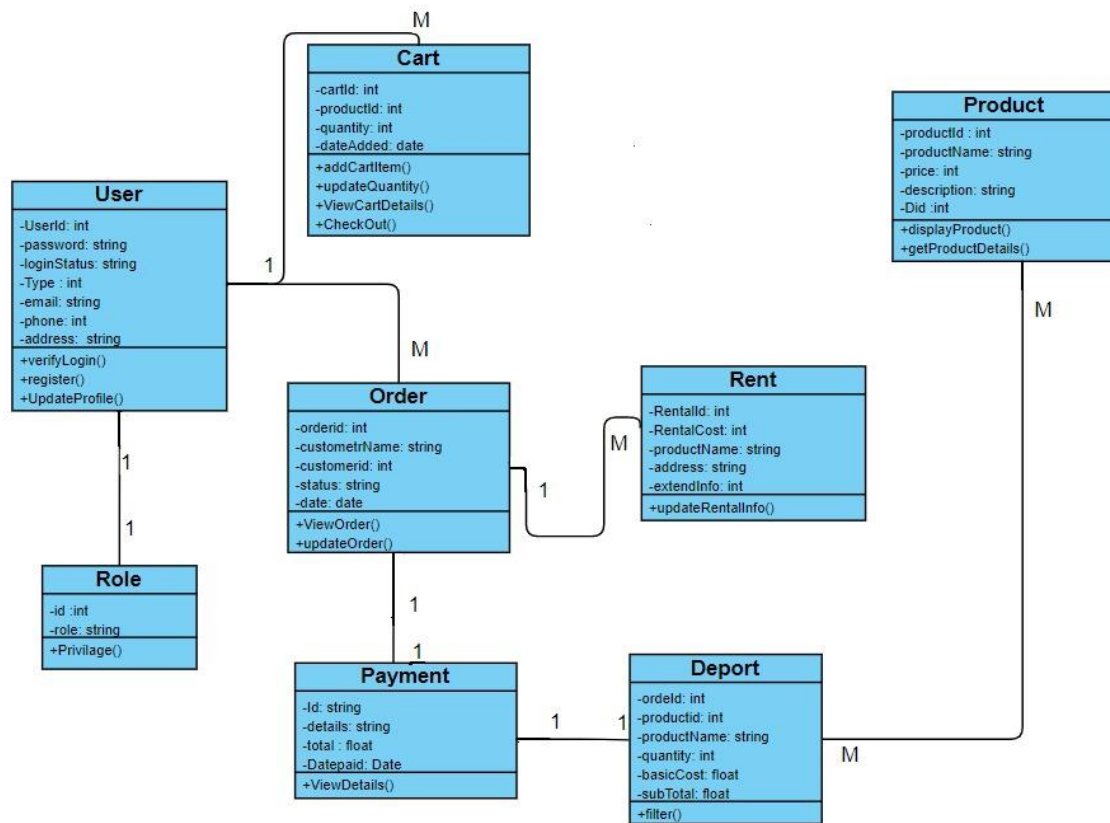 M
Cart
-cartId: int
-productId: int
-quantity: int
-dateAdded: date
+addCartItem()
+updateQuantity()
+ViewCartDetails()
+CheckOut()
Product
-productId : int
-productName: string
-price: int
-description: string
-Did :int
+displayProduct()
+getProductDetails()
User
-UserId: int
-password: string
-loginStatus: string
-Type : int
-email: string
-phone: int
-address: string
+verifyLogin()
+register()
+UpdateProfile()
1
M
M
Order
-orderid: int
-custometrName: string
-customerid: int
-status: string
-date: date
+ViewOrder()
+updateOrder()
Rent
-RentalId: int
-RentalCost: int
-productName: string
-address: string
-extendInfo: int
+updateRentalInfo()
M
1
1
1
Role
-id :int
-role: string
+Privilage()
1
1
Payment
-Id: string
-details: string
-total : float
-Datepaid: Date
+ViewDetails()
1
1
Deport
-ordeId: int
-productid: int
-productName: string
-quantity: int
-basicCost: float
-subTotal: float
+filter()
M